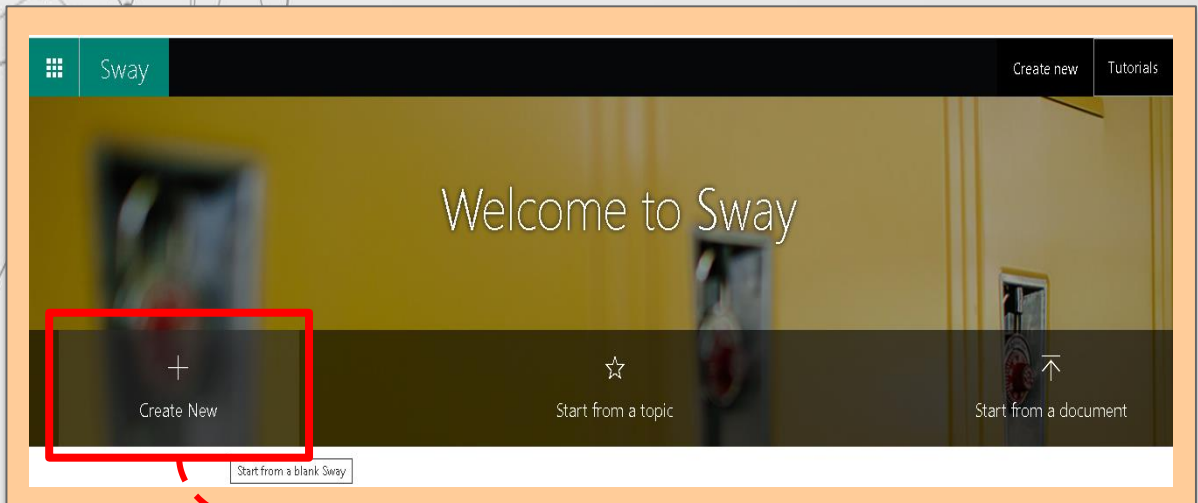 Sway
Create new
Tutorials
Welcome to Sway
Create New
Start from a topic
Start from a document
Start from a blank Sway